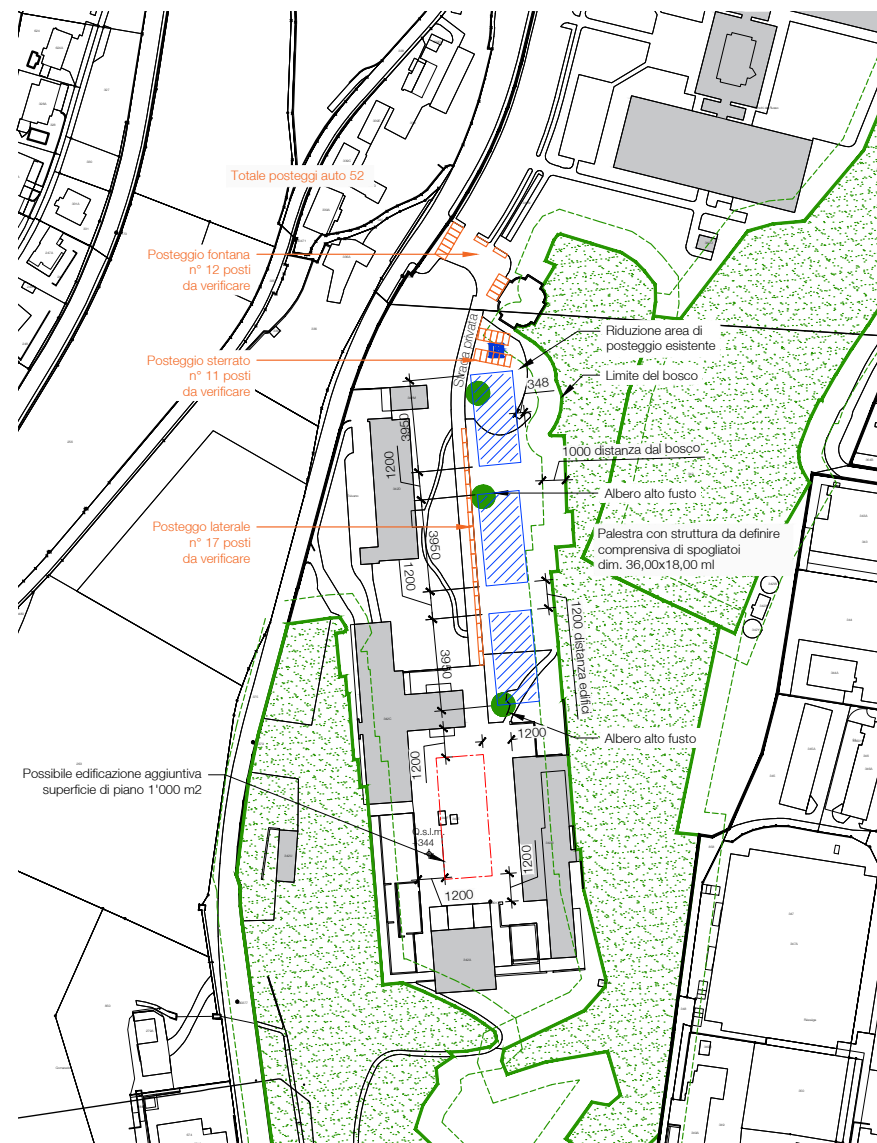 Totale posteggi auto 52
Posteggio fontana
n° 12 posti
da verificare
Strada privata
Riduzione area di
posteggio esistente
Posteggio sterrato
n° 11 posti
da verificare
Limite del bosco
348
3950
1200
1000 distanza dal bosco
Albero alto fusto
Posteggo laterale
n° 17 posti
da verificare
Palestra con struttura da definire
comprensiva di spogliatoi
dim. 36,00x18,00 ml
3950
1200
1200 distanza edifici
3950
1200
Albero alto fusto
1200
Possibile edificazione aggiuntiva
superficie di piano 1'000 m2
Q.s.l.m.
+344
1200
1200